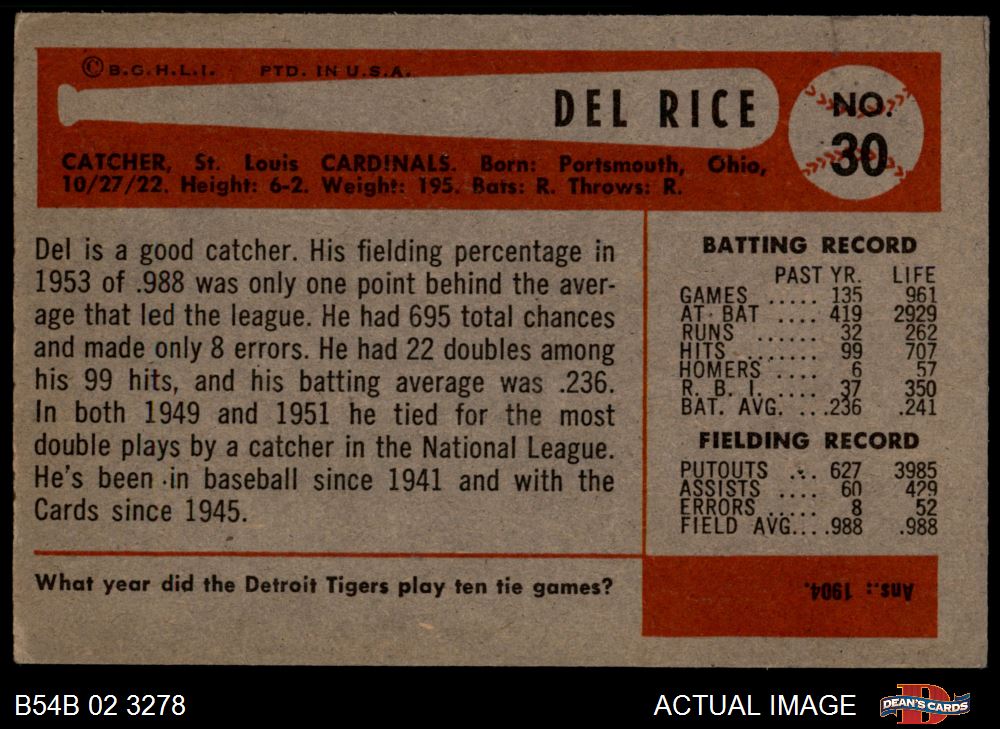 © B.G.H.L.I. PTD. IN U.S.A.
DEL RICE
NO.
30
CATCHER, St. Louis CARDINALS. Born: Portsmouth, Ohio,
10/27/22. Height: 6-2. Weight: 195. Bats: R. Throws: R.
Del is a good catcher. His fielding percentage in
1953 of .988 was only one point behind the aver-
age that led the league. He had 695 total chances
and made only 8 errors. He had 22 doubles among
his 99 hits, and his batting average was .236.
In both 1949 and 1951 he tied for the most
double plays by a catcher in the National League.
He's been in baseball since 1941 and with the
Cards since 1945.
BATTING RECORD
PAST YR. LIFE
GAMES ..... 135 961
AT BAT .... 419 2929
RUNS ...... 32 262
HITS ....... 99 707
HOMERS .... 6 57
R. B. I. .... 37 350
BAT. AVG. ....236 .241
FIELDING RECORD
PUTOUTS ... 627 3985
ASSISTS .... 60 429
ERRORS ..... 8 52
FIELD AVG....988 .988
What year did the Detroit Tigers play ten tie games?
Ans.: 1904.
B54B 02 3278
ACTUAL IMAGE
D
DEAN'S CARDS